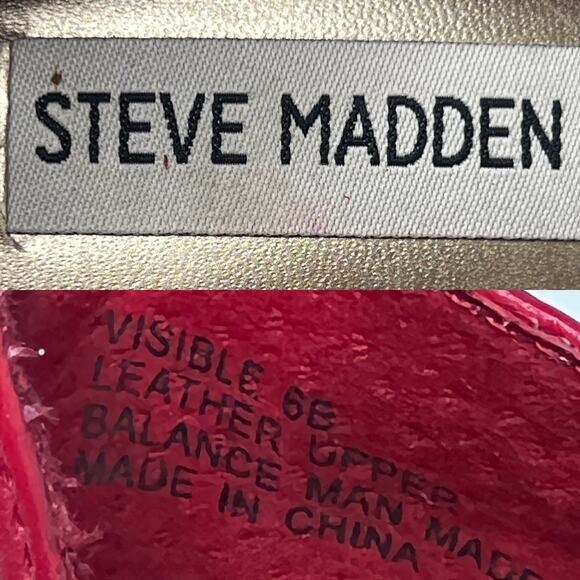 STEVE MADDEN
VISIBLE 6B
LEATHER UPPER
BALANCE MAN MADE
MADE IN CHINA